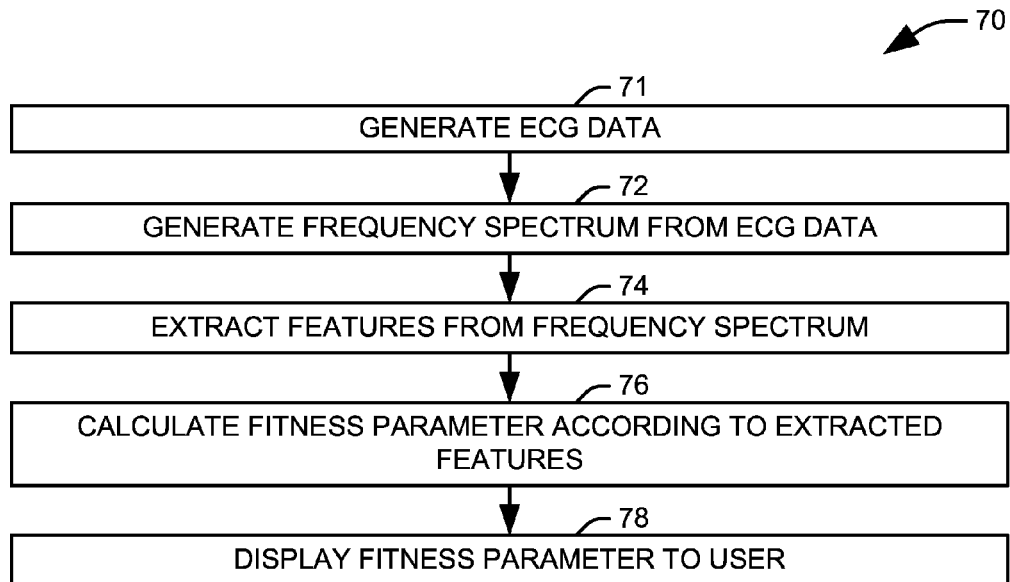 70
71
GENERATE ECG DATA
72
GENERATE FREQUENCY SPECTRUM FROM ECG DATA
74
EXTRACT FEATURES FROM FREQUENCY SPECTRUM
76
CALCULATE FITNESS PARAMETER ACCORDING TO EXTRACTED
FEATURES
78
DISPLAY FITNESS PARAMETER TO USER